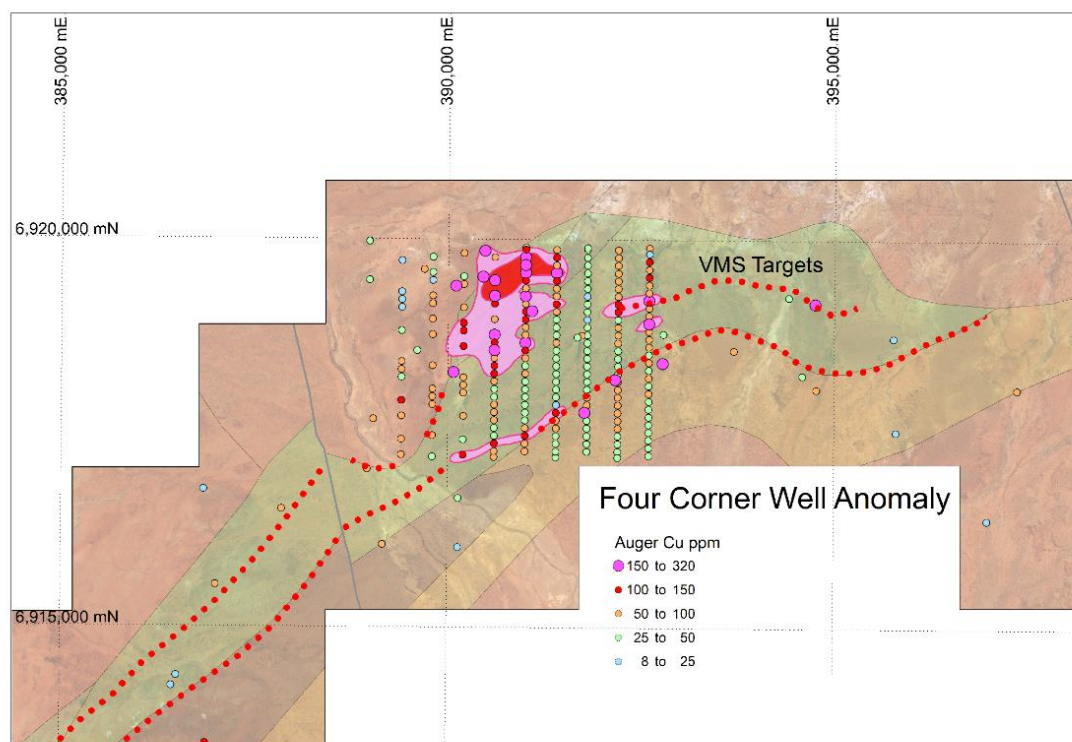 385,000 mE
390,000 mE
395,000 mE
6,920,000 mN
VMS Targets
Four Corner Well Anomaly
Auger Cu ppm
150 to 320
100 to 150
50 to 100
25 to 50
8 to 25
6,915,000 mN